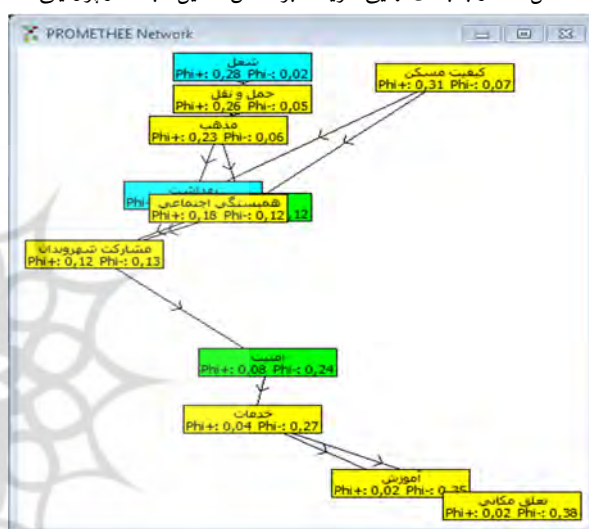 PROMETHEE Network
شغل
Phi+: 0,28 Phi-: 0,02
حمل و نقل
Phi+: 0,26 Phi-: 0,05
کیفیت مسکن
Phi+: 0,31 Phi-: 0,07
مذهب
Phi+: 0,23 Phi-: 0,06
بهداشت
Phi
همبستگی اجتماعی
Phi+: 0,18 Phi-: 0,12
,12
مشارکت شهروندان
Phi+: 0,12 Phi-: 0,13
امنیت
Phi+: 0,08 Phi-: 0,24
خدمات
Phi+: 0,04 Phi-: 0,27
آموزش
Phi+: 0,02 Phi-: 0,35
تعلق مکانی
Phi+: 0,02 Phi-: 0,38